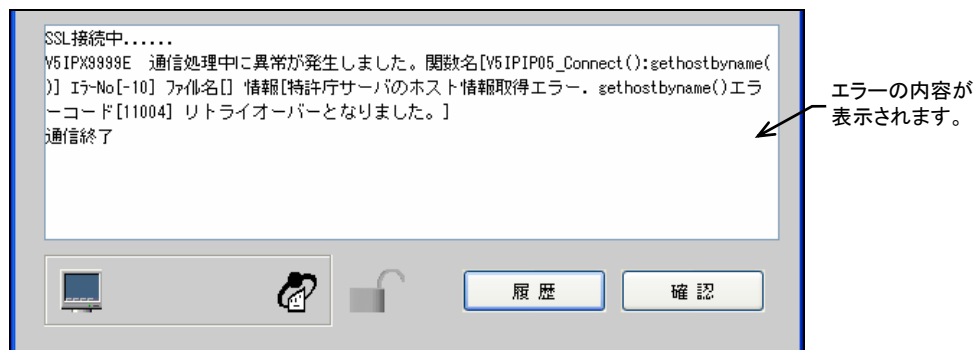 SSL接続中......
V5IPX9999E　通信処理中に異常が発生しました。関数名[V5IPIP05_Connect():gethostbyname(
)] ｴﾗｰNo[-10] ﾌｧｲﾙ名[] 情報[特許庁サーバのホスト情報取得エラー．gethostbyname()エラ
ーコード[11004] リトライオーバーとなりました。]
通信終了
エラーの内容が
表示されます。
履 歴
確 認